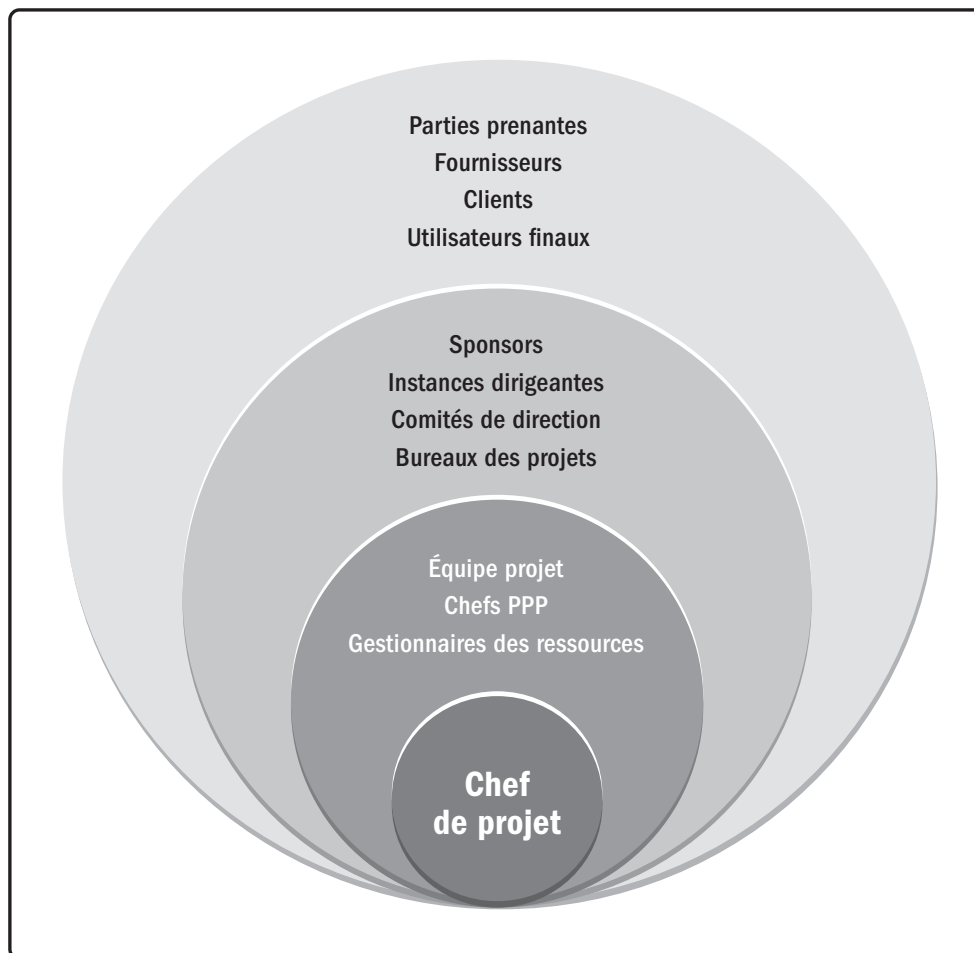 Parties prenantes
Fournisseurs
Clients
Utilisateurs finaux
Sponsors
Instances dirigeantes
Comités de direction
Bureaux des projets
Équipe projet
Chefs PPP
Gestionnaires des ressources
Chef
de projet